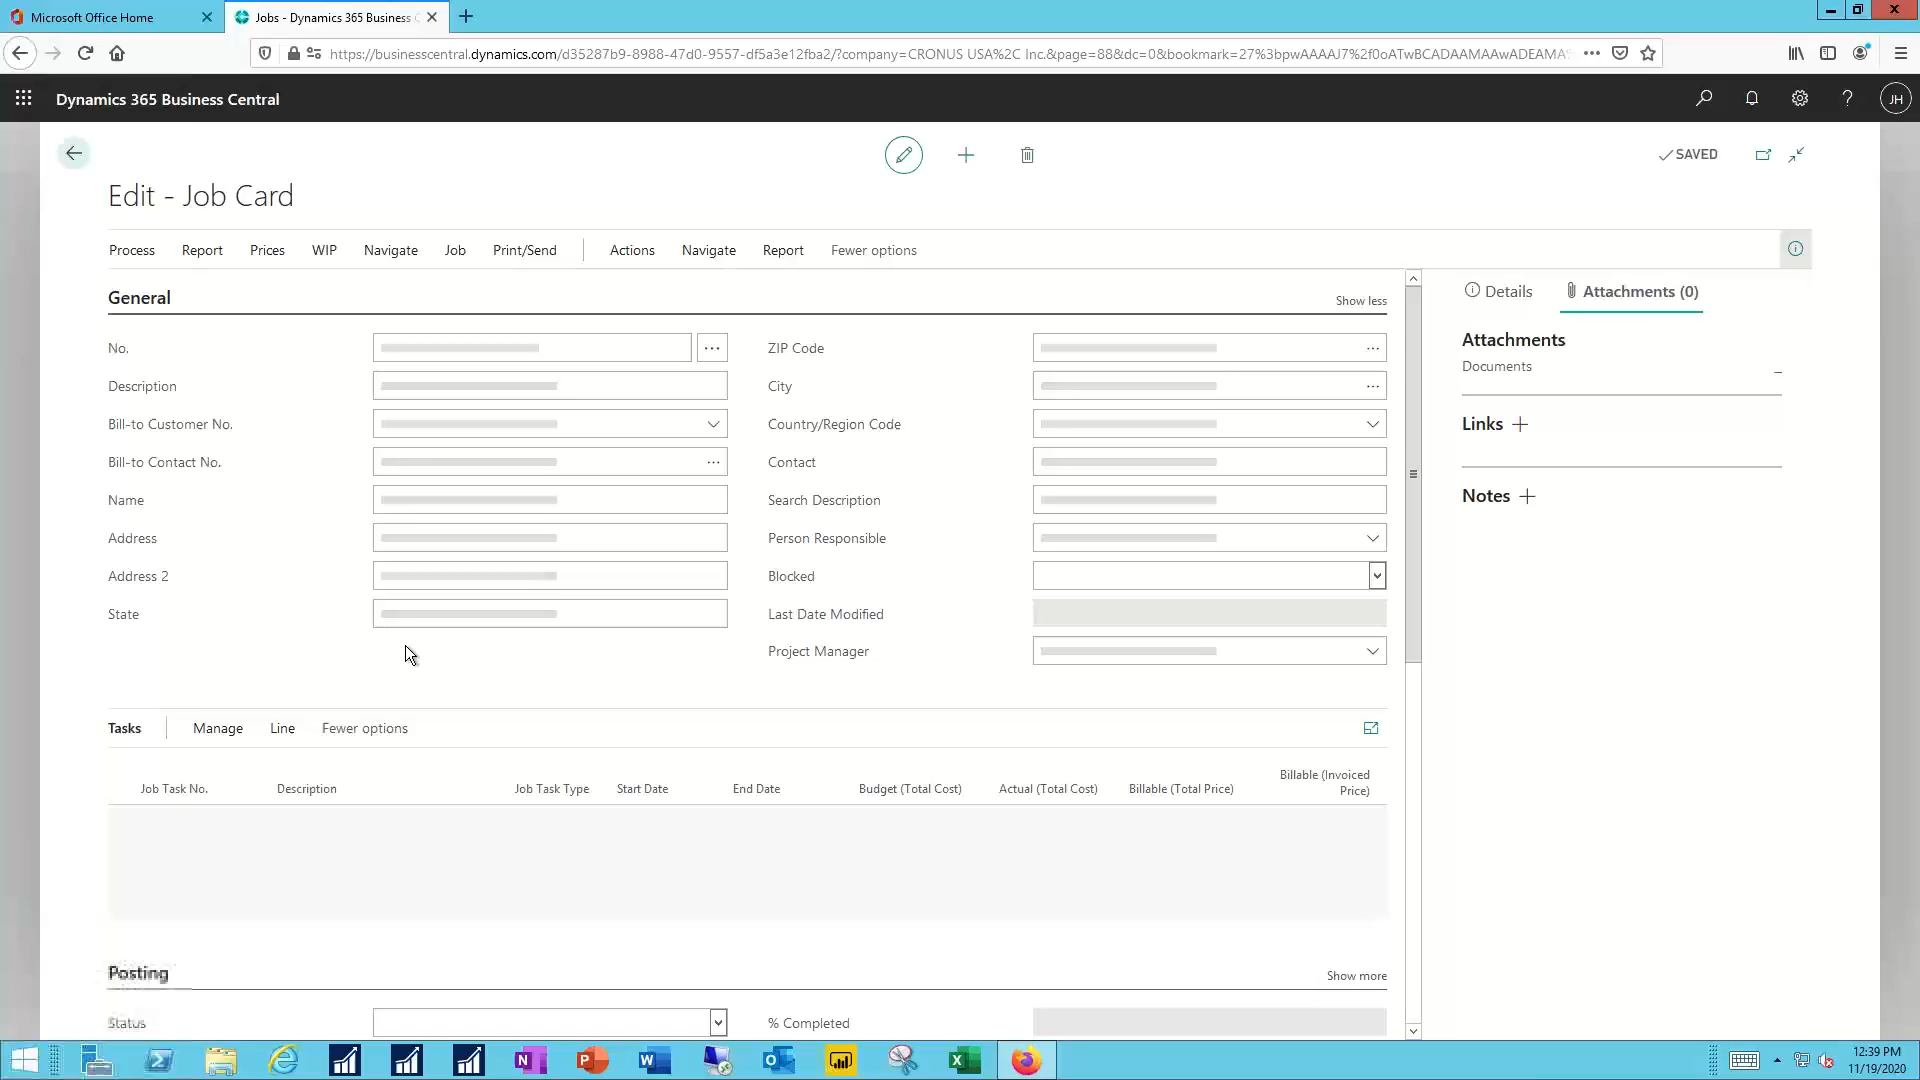 Microsoft Office Home
Jobs - Dynamics 365 Business C
https://businesscentral.dynamics.com/d35287b9-8988-47d0-9557-df5a3e12fba2/?company=CRONUS USA%2C Inc.&page=88&dc=0&bookmark=27%3bpwAAAAJ7%2f0oATwBCADAAMAAwADEAMA%
Dynamics 365 Business Central
JH
SAVED
Edit - Job Card
Process Report Prices WIP Navigate Job Print/Send Actions Navigate Report Fewer options
General
Show less
No.
Description
Bill-to Customer No.
Bill-to Contact No.
Name
Address
Address 2
State
ZIP Code
City
Country/Region Code
Contact
Search Description
Person Responsible
Blocked
Last Date Modified
Project Manager
Details
Attachments (0)
Attachments
Documents
Links
Notes
Tasks Manage Line Fewer options
Job Task No. Description Job Task Type Start Date End Date Budget (Total Cost) Actual (Total Cost) Billable (Total Price) Billable (Invoiced Price)
Posting
Show more
Status
% Completed
12:39 PM
11/19/2020